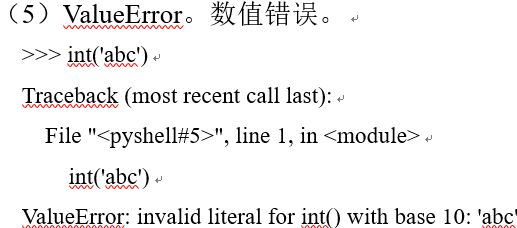 （5）ValueError。数值错误。
>>> int('abc')
Traceback (most recent call last):
File "<pyshell#5>", line 1, in <module>
int('abc')
ValueError: invalid literal for int() with base 10: 'abc'